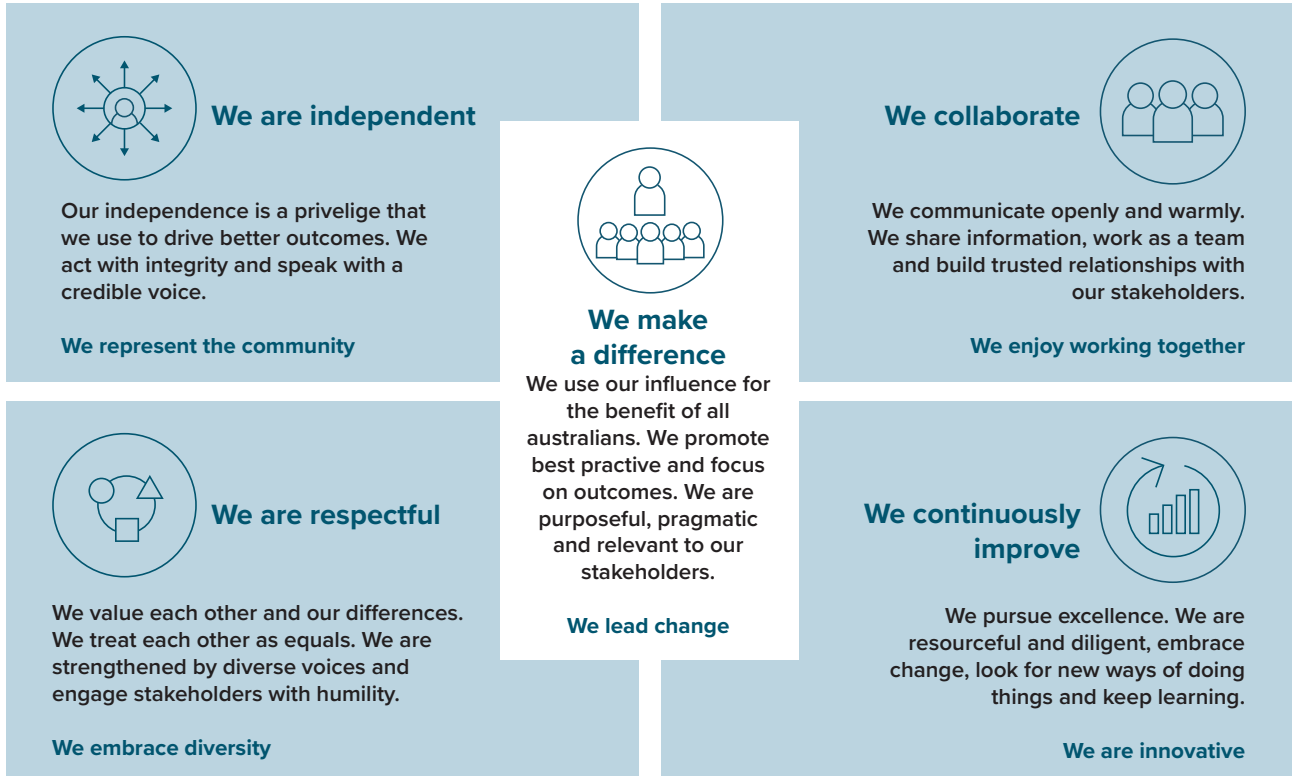 We are independent
Our independence is a privelige that
we use to drive better outcomes. We
act with integrity and speak with a
credible voice.
We represent the community
We collaborate
We communicate openly and warmly.
We share information, work as a team
and build trusted relationships with
our stakeholders.
We enjoy working together
We make
a difference
We use our influence for
the benefit of all
australians. We promote
best practive and focus
on outcomes. We are
purposeful, pragmatic
and relevant to our
stakeholders.
We lead change
We are respectful
We value each other and our differences.
We treat each other as equals. We are
strengthened by diverse voices and
engage stakeholders with humility.
We embrace diversity
We continuously
improve
We pursue excellence. We are
resourceful and diligent, embrace
change, look for new ways of doing
things and keep learning.
We are innovative